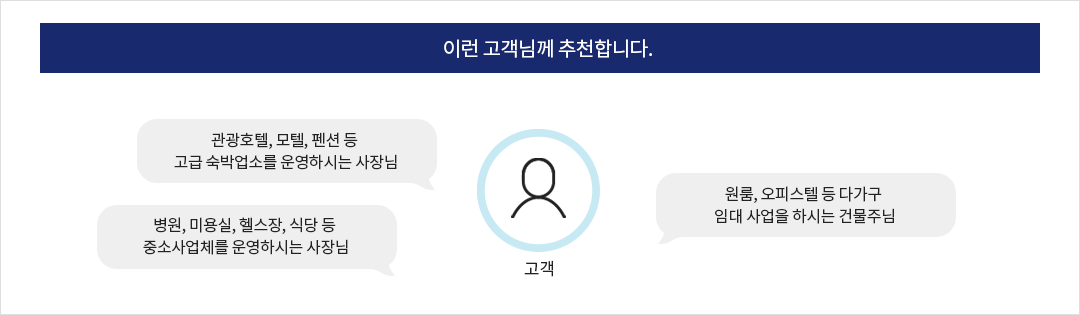 이런 고객님께 추천합니다.
관광호텔, 모텔, 펜션 등
고급 숙박업소를 운영하시는 사장님
병원, 미용실, 헬스장, 식당 등
중소사업체를 운영하시는 사장님
원룸, 오피스텔 등 다가구
임대 사업을 하시는 건물주님
고객